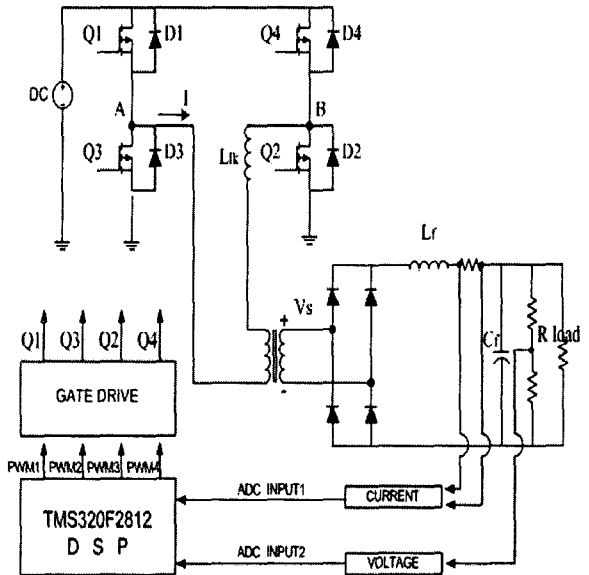 Q1
D1
Q4
D4
DC
A
I
B
Q3
D3
Llk
Q2
D2
Lf
Vs
+
-
Cf
R load
Q1 Q3 Q2 Q4
GATE DRIVE
PWM1 PWM2 PWM3 PWM4
TMS320F2812
D S P
ADC INPUT1
CURRENT
ADC INPUT2
VOLTAGE